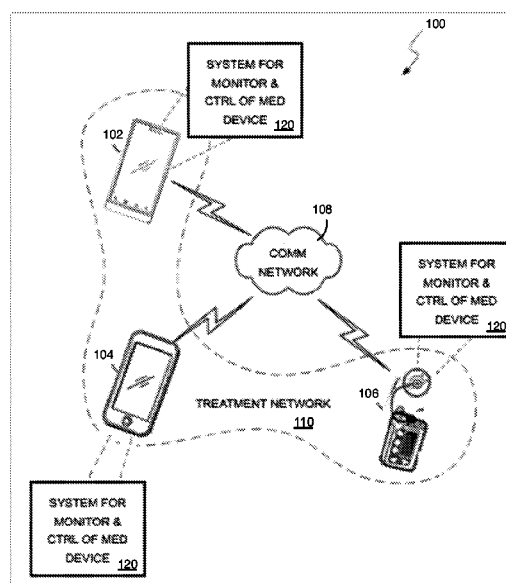 100
SYSTEM FOR
MONITOR &
CTRL OF MED
DEVICE 120
102
108
COMM
NETWORK
SYSTEM FOR
MONITOR &
CTRL OF MED
DEVICE 120
104
106
TREATMENT NETWORK
110
SYSTEM FOR
MONITOR &
CTRL OF MED
DEVICE 120